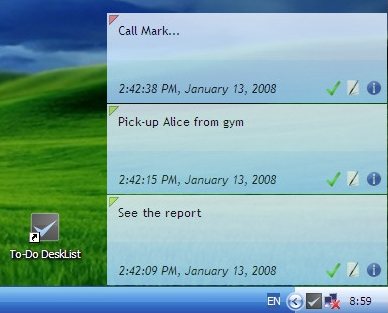 Call Mark...
2:42:38 PM, January 13, 2008
Pick-up Alice from gym
2:42:15 PM, January 13, 2008
See the report
2:42:09 PM, January 13, 2008
To-Do DeskList
EN
8:59